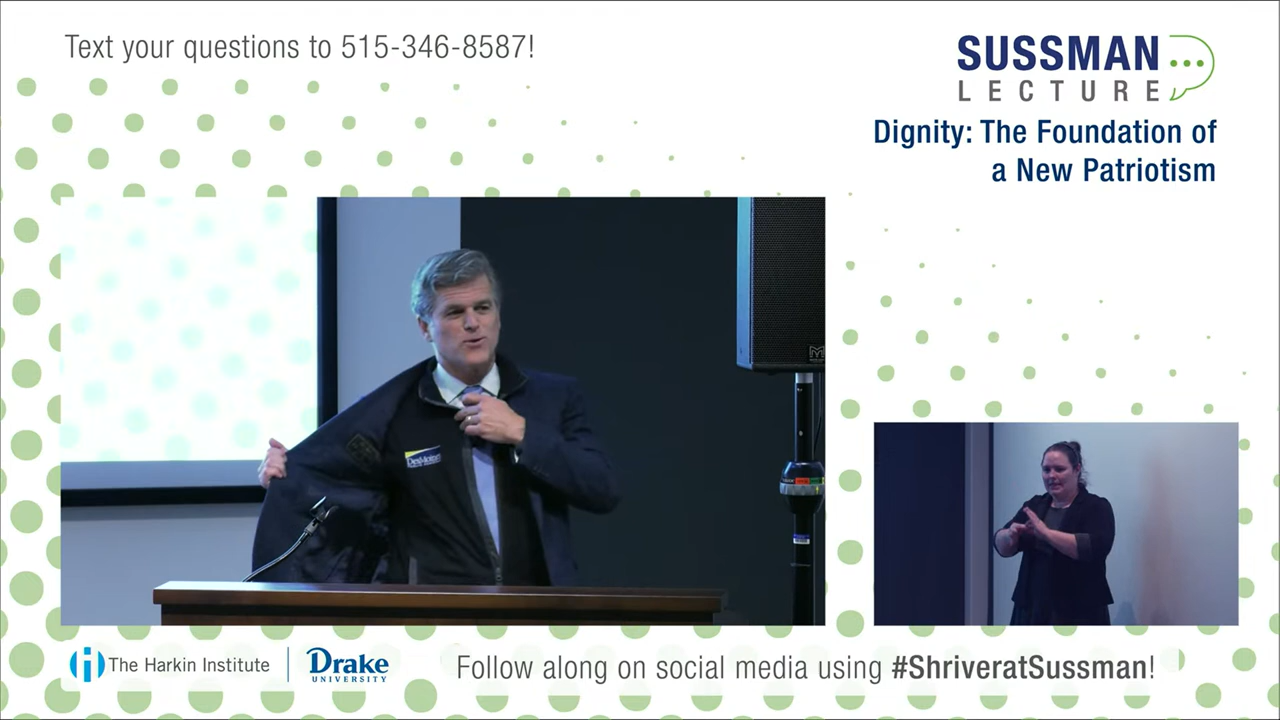 Text your questions to 515-346-8587!
SUSSMAN
LECTURE
Dignity: The Foundation of
a New Patriotism
DesMoines
The Harkin Institute
Drake
UNIVERSITY
Follow along on social media using #ShriveratSussman!